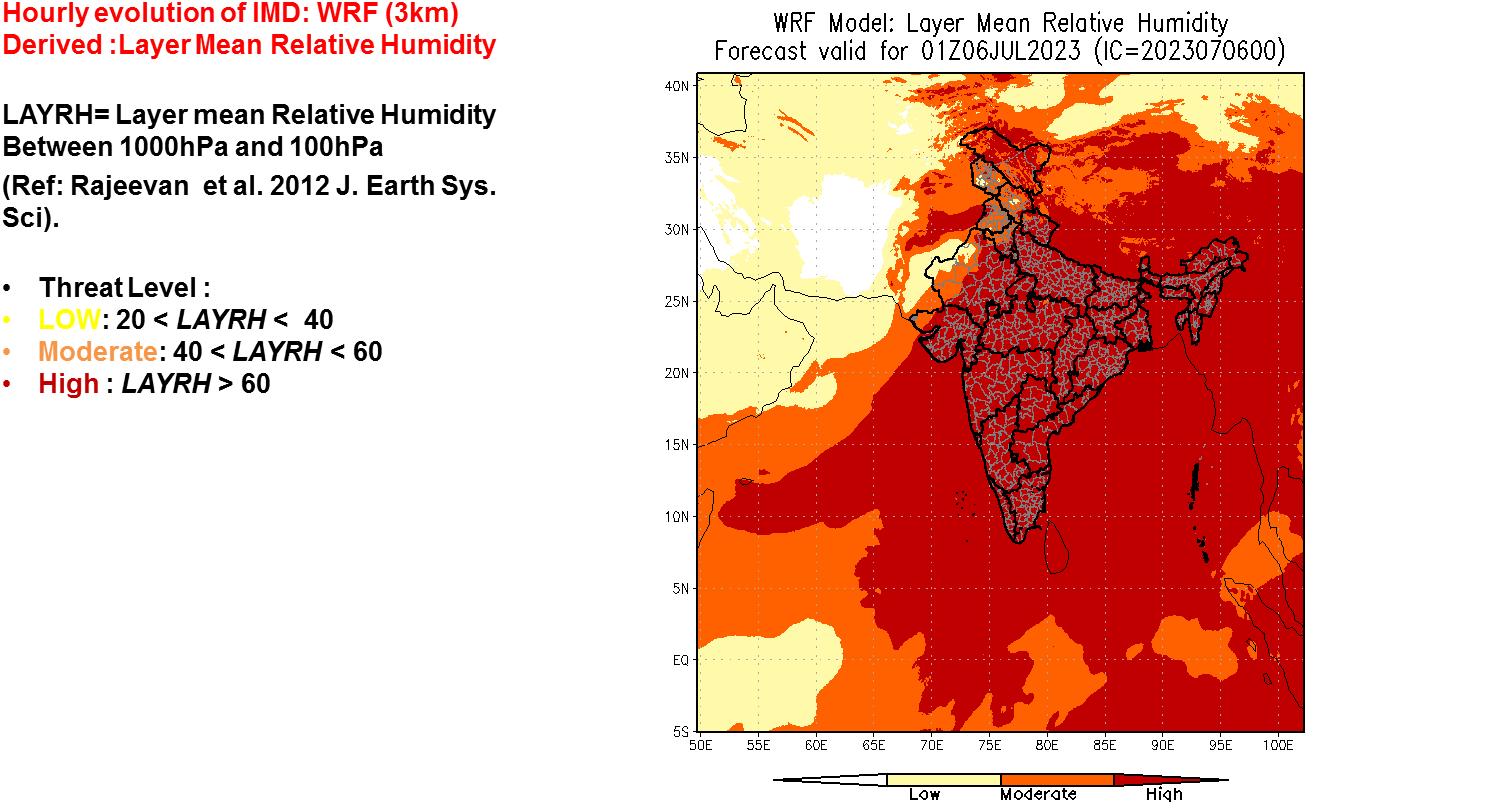 Hourly evolution of IMD: WRF (3km)
Derived :Layer Mean Relative Humidity
LAYRH= Layer mean Relative Humidity
Between 1000hPa and 100hPa
(Ref: Rajeevan et al. 2012 J. Earth Sys.
Sci).
• Threat Level :
• LOW: 20 < LAYRH < 40
• Moderate: 40 < LAYRH < 60
• High : LAYRH > 60
WRF Model: Layer Mean Relative Humidity
Forecast valid for 01Z06JUL2023 (IC=2023070600)
40N
35N
30N
25N
20N
15N
10N
5N
EQ
5S
50E 55E 60E 65E 70E 75E 80E 85E 90E 95E 100E
Low Moderate High